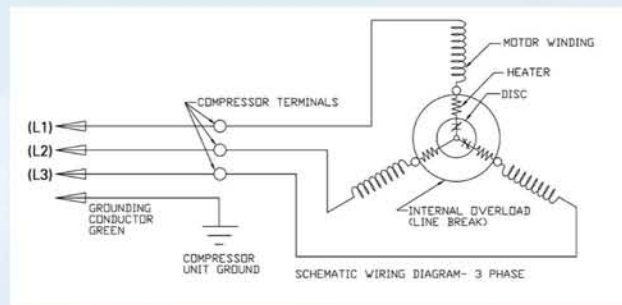 MOTOR WINDING
HEATER
DISC
COMPRESSOR TERMINALS
(L1)
(L2)
(L3)
GROUNDING
CONDUCTOR
GREEN
INTERNAL OVERLOAD
(LINE BREAK)
COMPRESSOR
UNIT GROUND
SCHEMATIC WIRING DIAGRAM- 3 PHASE